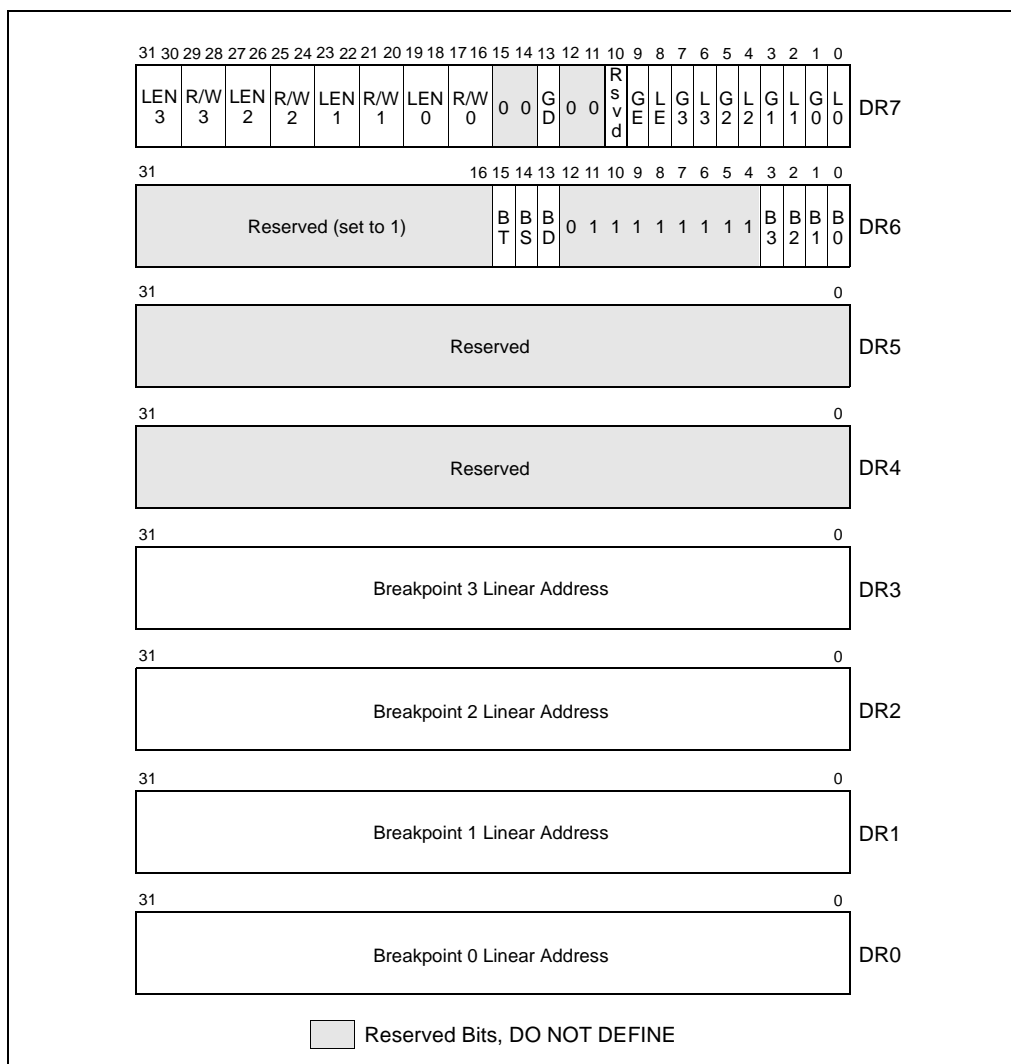 31 30 29 28 27 26 25 24 23 22 21 20 19 18 17 16 15 14 13 12 11 10 9 8 7 6 5 4 3 2 1 0
LEN 3 R/W 3 LEN 2 R/W 2 LEN 1 R/W 1 LEN 0 R/W 0 0 0 GD 0 0 Rsvd GE LE G3 L3 G2 L2 G1 L1 G0 L0 DR7
31 16 15 14 13 12 11 10 9 8 7 6 5 4 3 2 1 0
Reserved (set to 1) BT BS BD 0 1 1 1 1 1 1 1 1 B3 B2 B1 B0 DR6
31 0
Reserved DR5
31 0
Reserved DR4
31 0
Breakpoint 3 Linear Address DR3
31 0
Breakpoint 2 Linear Address DR2
31 0
Breakpoint 1 Linear Address DR1
31 0
Breakpoint 0 Linear Address DR0
Reserved Bits, DO NOT DEFINE